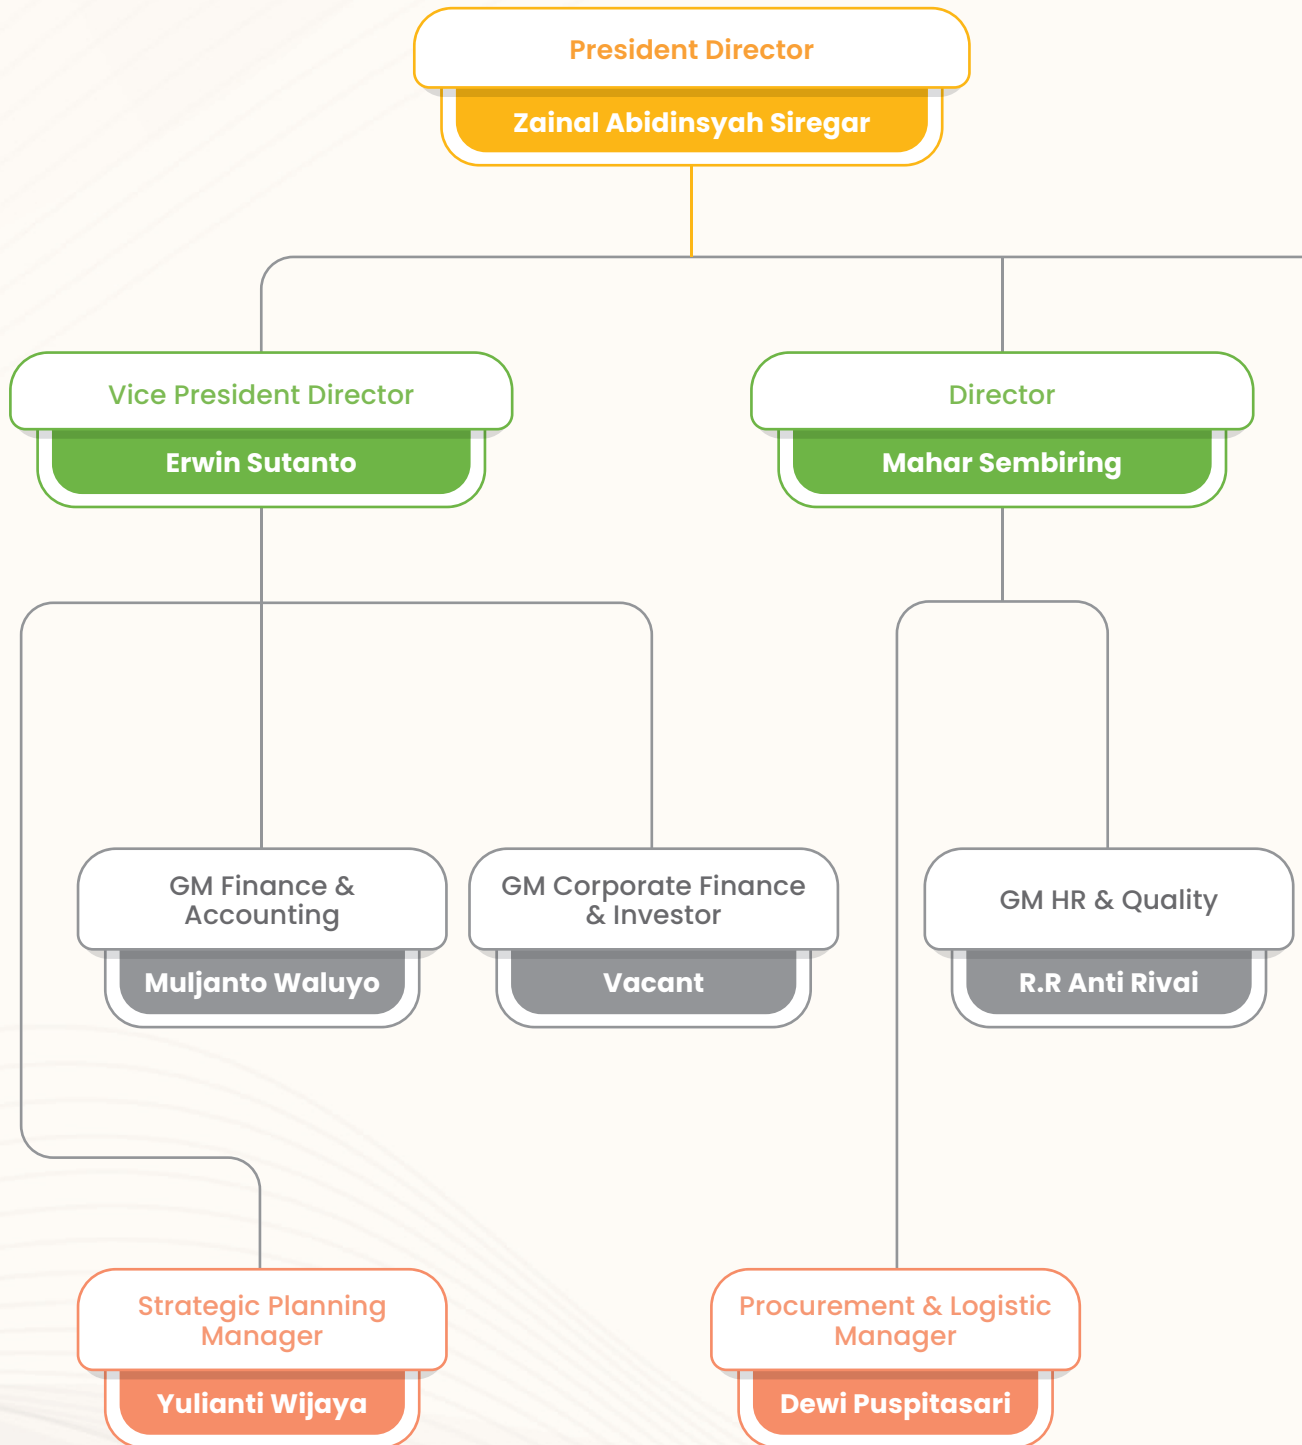 President Director
Zainal Abidinsyah Siregar
Vice President Director
Erwin Sutanto
Director
Mahar Sembiring
GM Finance &
Accounting
Muljanto Waluyo
GM Corporate Finance
& Investor
Vacant
GM HR & Quality
R.R Anti Rivai
Strategic Planning
Manager
Yulianti Wijaya
Procurement & Logistic
Manager
Dewi Puspitasari